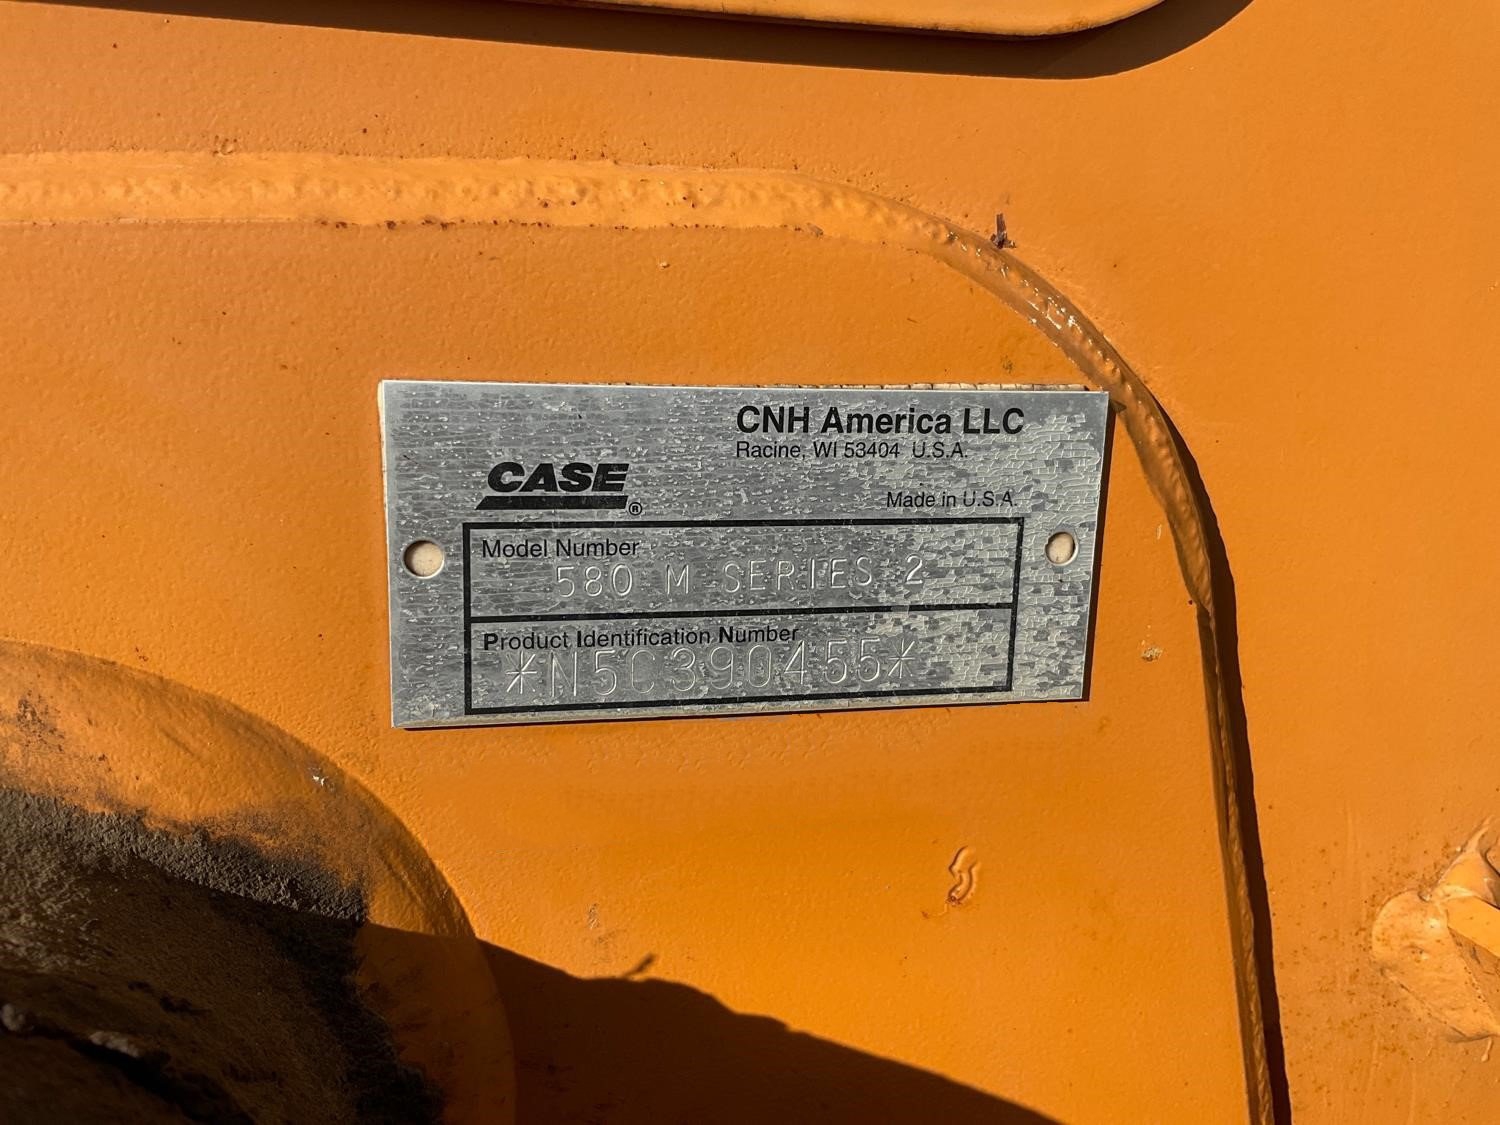 CNH America LLC
Racine, WI 53404 U.S.A.
CASE®
Made in U.S.A.
Model Number
580 M SERIES 2
Product Identification Number
*N5C390455*